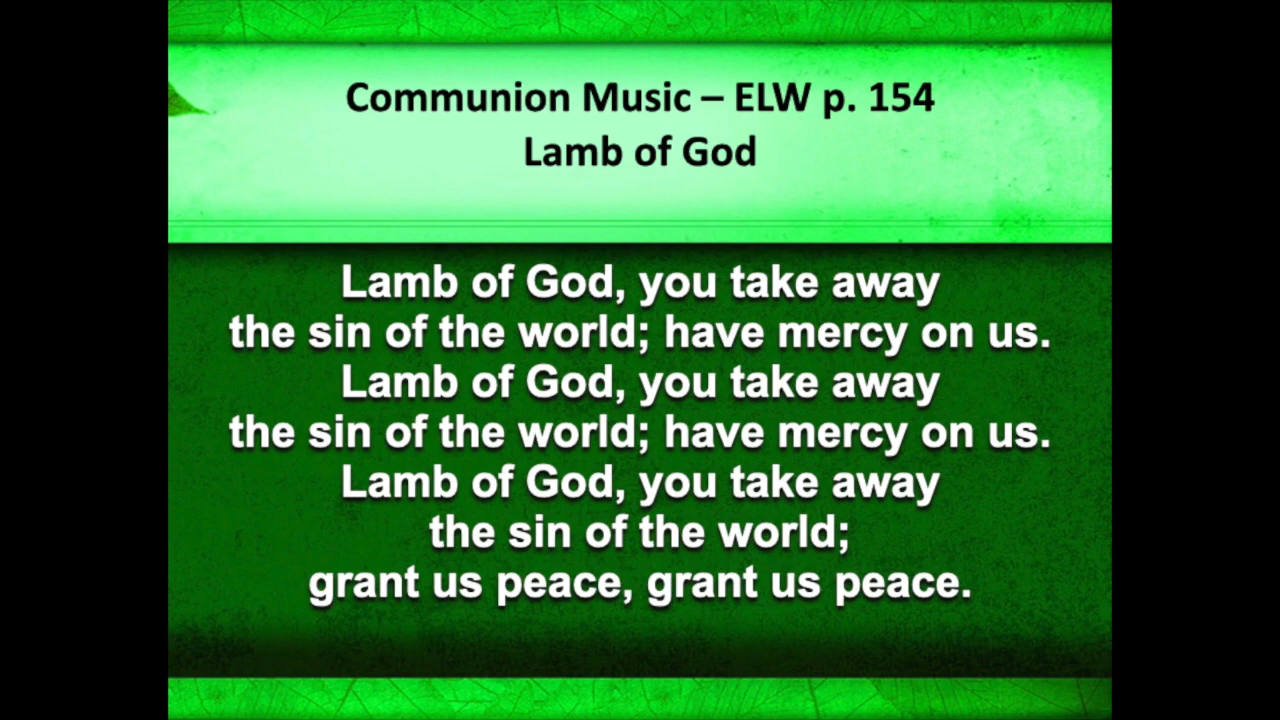 Communion Music – ELW p. 154
Lamb of God
Lamb of God, you take away
the sin of the world; have mercy on us.
Lamb of God, you take away
the sin of the world; have mercy on us.
Lamb of God, you take away
the sin of the world;
grant us peace, grant us peace.